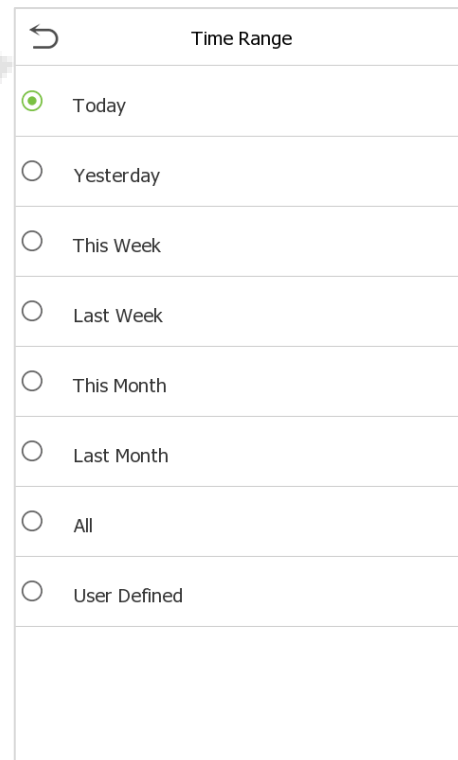 Time Range
Today
Yesterday
This Week
Last Week
This Month
Last Month
All
User Defined